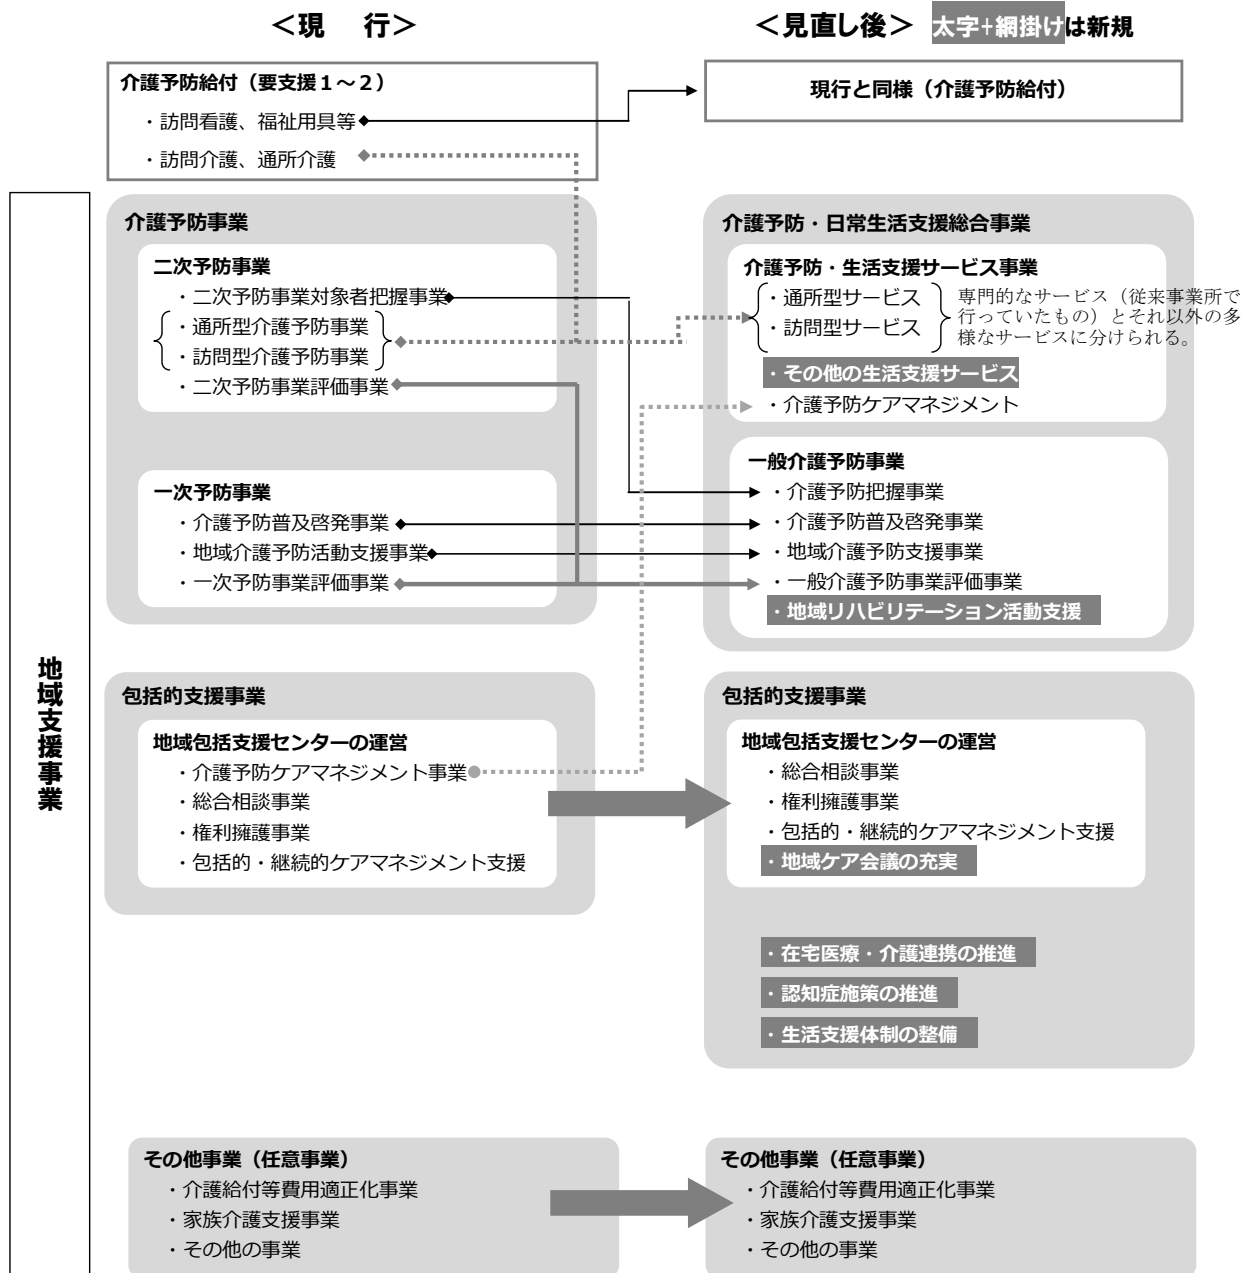 ＜現　行＞
＜見直し後＞ 太字+網掛けは新規
介護予防給付（要支援１～２）
・訪問看護、福祉用具等
・訪問介護、通所介護
現行と同様（介護予防給付）
地域支援事業
介護予防事業
二次予防事業
・二次予防事業対象者把握事業
・通所型介護予防事業
・訪問型介護予防事業
・二次予防事業評価事業
一次予防事業
・介護予防普及啓発事業
・地域介護予防活動支援事業
・一次予防事業評価事業
介護予防・日常生活支援総合事業
介護予防・生活支援サービス事業
・通所型サービス
・訪問型サービス
専門的なサービス（従来事業所で
行っていたもの）とそれ以外の多
様なサービスに分けられる。
・その他の生活支援サービス
・介護予防ケアマネジメント
一般介護予防事業
・介護予防把握事業
・介護予防普及啓発事業
・地域介護予防支援事業
・一般介護予防事業評価事業
・地域リハビリテーション活動支援
包括的支援事業
地域包括支援センターの運営
・介護予防ケアマネジメント事業
・総合相談事業
・権利擁護事業
・包括的・継続的ケアマネジメント支援
包括的支援事業
地域包括支援センターの運営
・総合相談事業
・権利擁護事業
・包括的・継続的ケアマネジメント支援
・地域ケア会議の充実
・在宅医療・介護連携の推進
・認知症施策の推進
・生活支援体制の整備
その他事業（任意事業）
・介護給付等費用適正化事業
・家族介護支援事業
・その他の事業
その他事業（任意事業）
・介護給付等費用適正化事業
・家族介護支援事業
・その他の事業